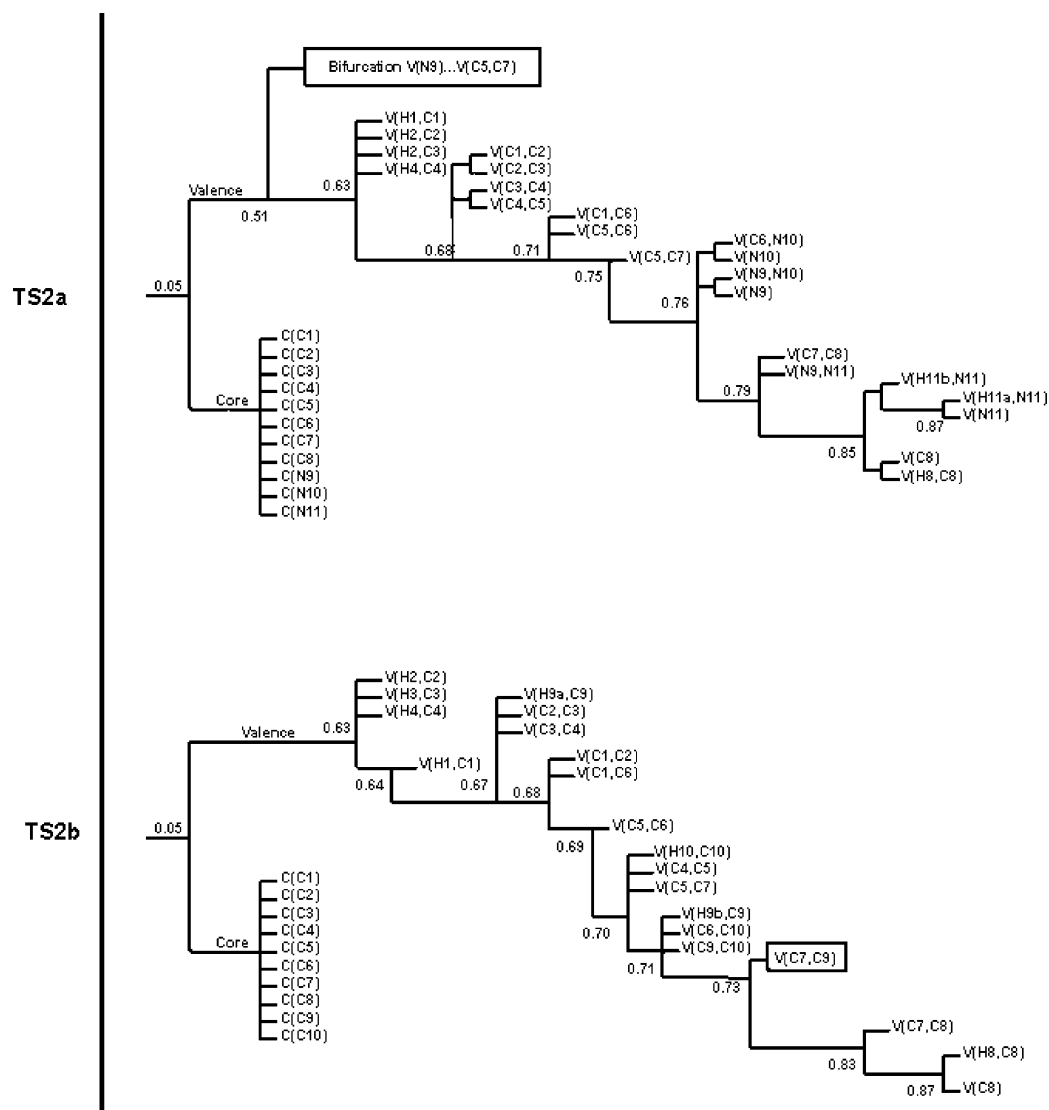 TS2a
Bifurcation V(N9)...V(C5,C7)
V(H1,C1)
V(H2,C2)
V(H2,C3)
V(H4,C4)
V(C1,C2)
V(C2,C3)
V(C3,C4)
V(C4,C5)
Valence
0.63
0.51
V(C1,C6)
V(C5,C6)
0.68
0.71
V(C5,C7)
V(C6,N10)
V(N10)
V(N9,N10)
V(N9)
0.75
0.76
0.05
C(C1)
C(C2)
C(C3)
C(C4)
C(C5)
C(C6)
C(C7)
C(C8)
C(N9)
C(N10)
C(N11)
Core
V(C7,C8)
V(N9,N11)
0.79
V(H11b,N11)
V(H11a,N11)
V(N11)
0.87
0.85
V(C8)
V(H8,C8)
TS2b
V(H2,C2)
V(H3,C3)
V(H4,C4)
Valence
0.63
V(H9a,C9)
V(C2,C3)
V(C3,C4)
V(H1,C1)
0.64
0.67
V(C1,C2)
V(C1,C6)
0.68
0.05
V(C5,C6)
0.69
V(H10,C10)
V(C4,C5)
V(C5,C7)
0.70
V(H9b,C9)
V(C6,C10)
V(C9,C10)
0.71
V(C7,C9)
0.73
C(C1)
C(C2)
C(C3)
C(C4)
C(C5)
C(C6)
C(C7)
C(C8)
C(C9)
C(C10)
Core
V(C7,C8)
0.83
V(H8,C8)
0.87
V(C8)